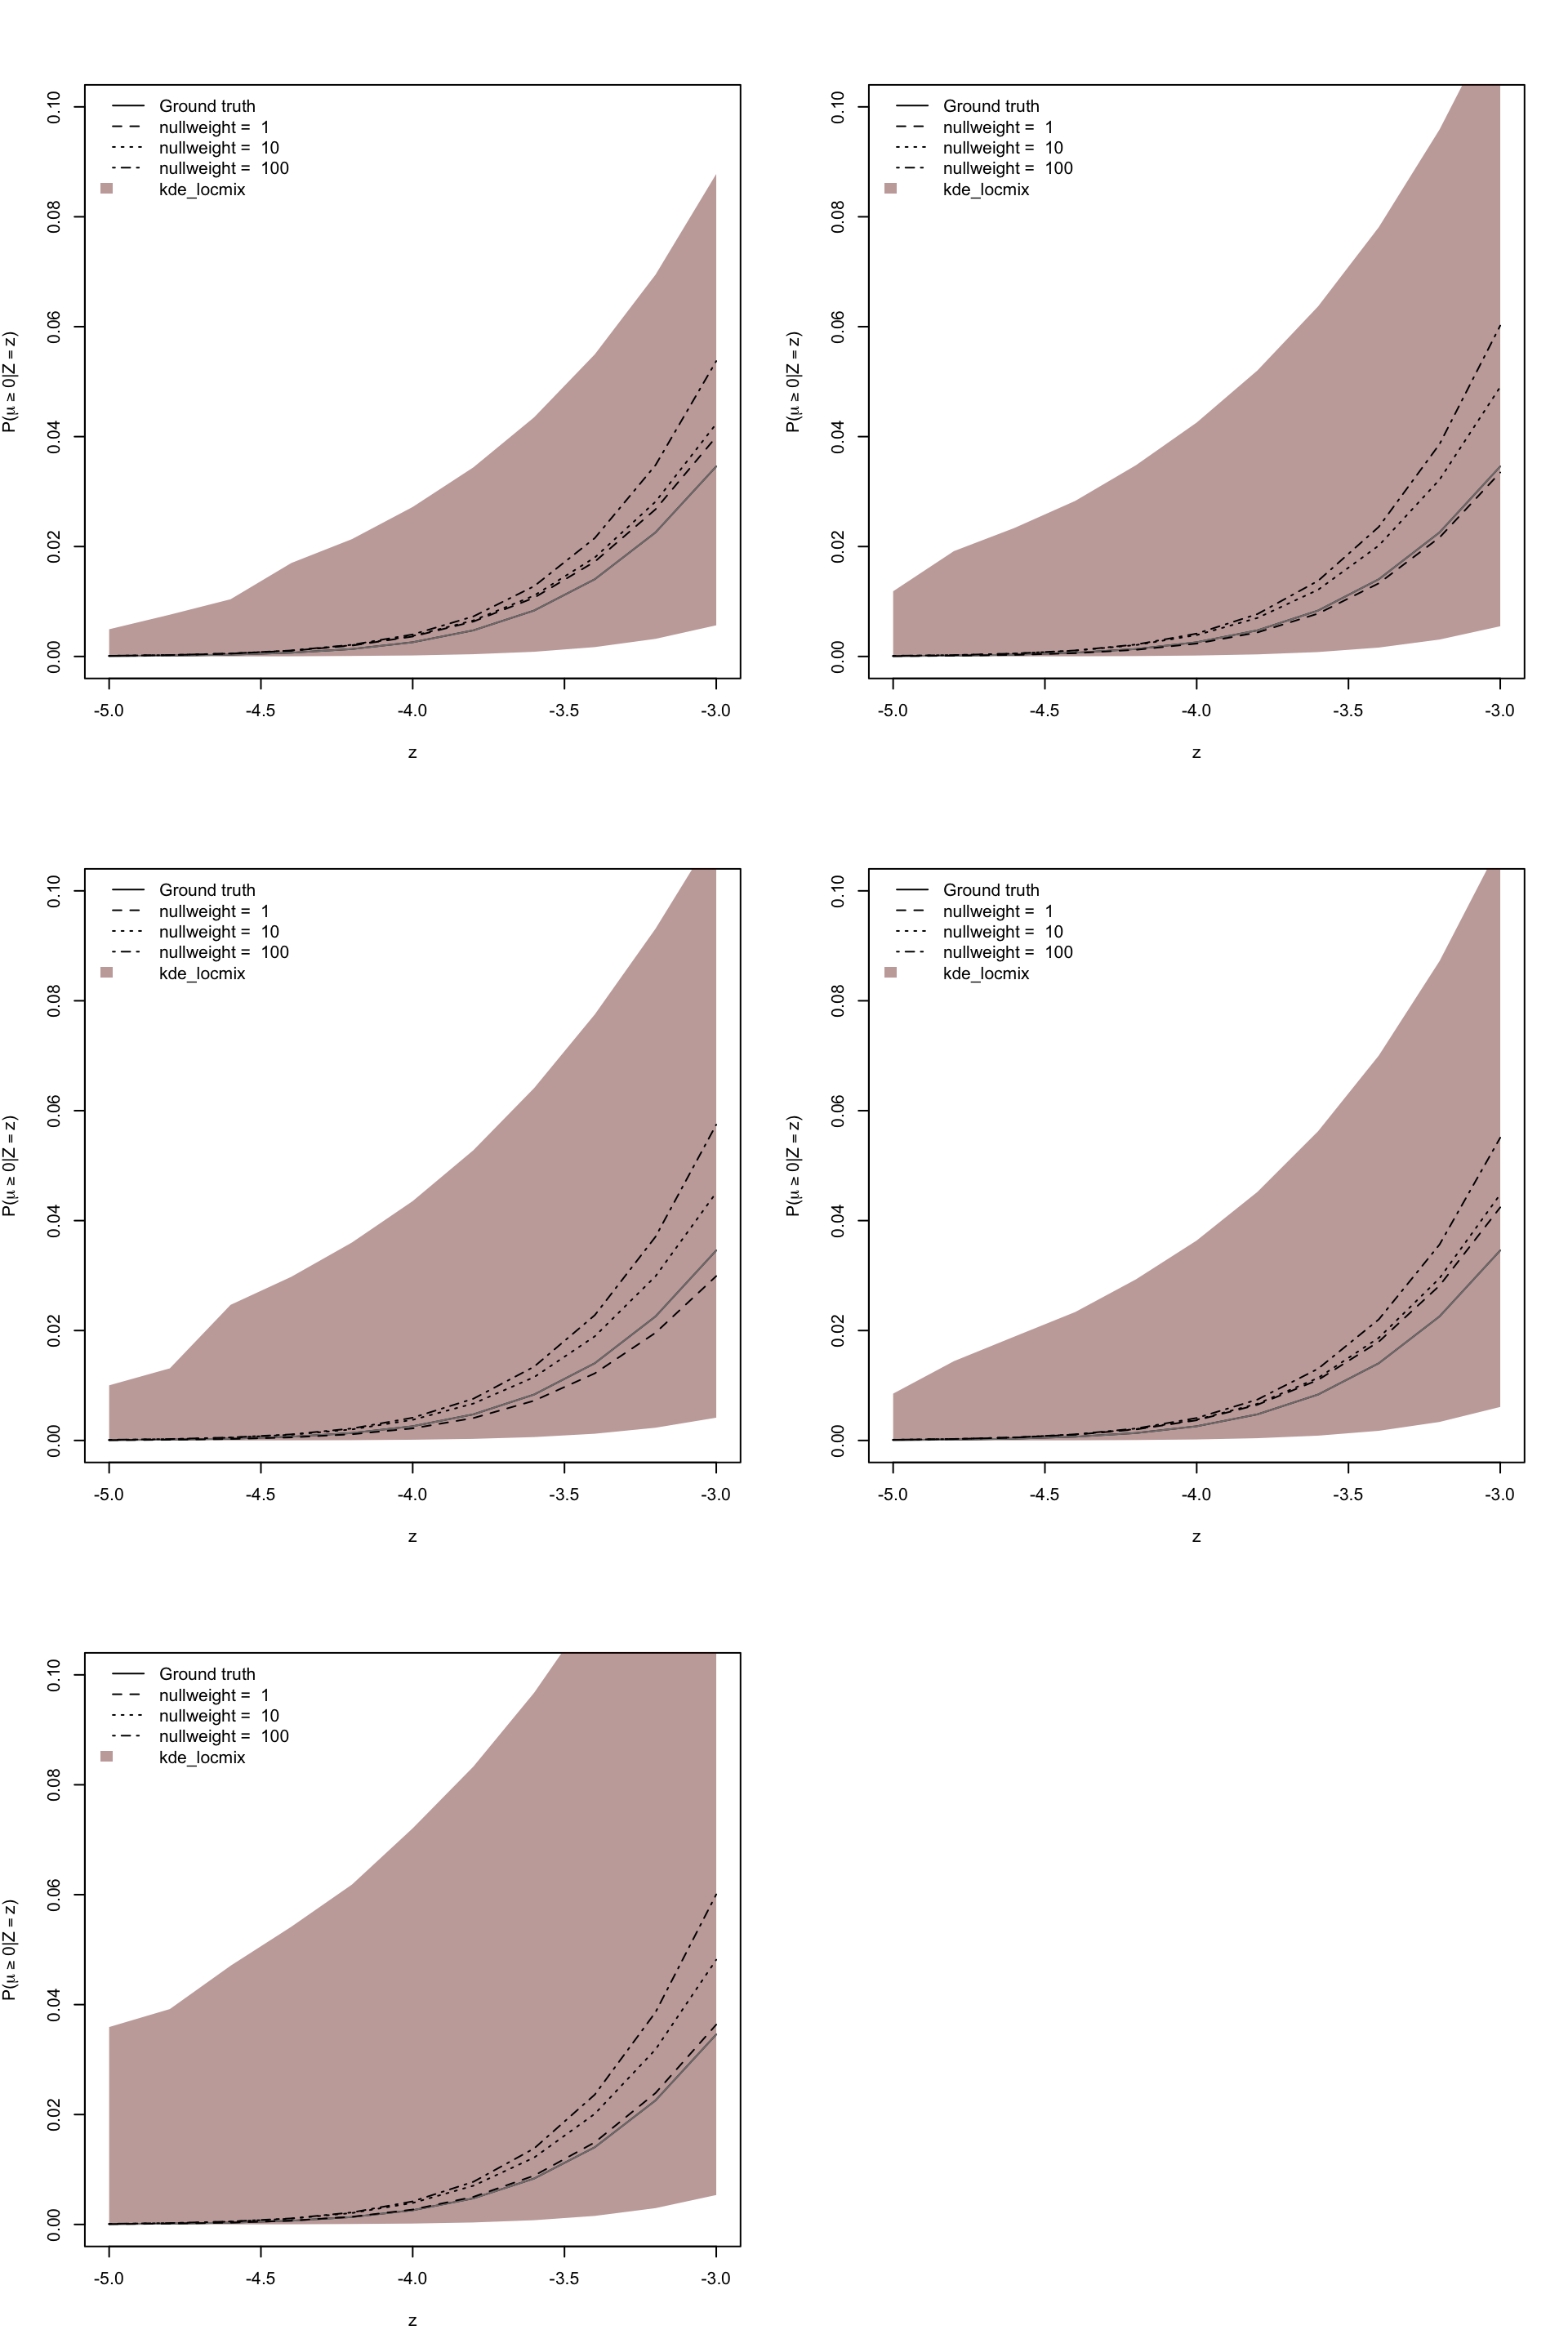 Ground truth
nullweight = 1
nullweight = 10
nullweight = 100
kde_locmix
0.10
0.08
0.06
0.04
0.02
0.00
P(μ ≥ 0|Z = z)
-5.0 -4.5 -4.0 -3.5 -3.0
z
Ground truth
nullweight = 1
nullweight = 10
nullweight = 100
kde_locmix
0.10
0.08
0.06
0.04
0.02
0.00
P(μ ≥ 0|Z = z)
-5.0 -4.5 -4.0 -3.5 -3.0
z
Ground truth
nullweight = 1
nullweight = 10
nullweight = 100
kde_locmix
0.10
0.08
0.06
0.04
0.02
0.00
P(μ ≥ 0|Z = z)
-5.0 -4.5 -4.0 -3.5 -3.0
z
Ground truth
nullweight = 1
nullweight = 10
nullweight = 100
kde_locmix
0.10
0.08
0.06
0.04
0.02
0.00
P(μ ≥ 0|Z = z)
-5.0 -4.5 -4.0 -3.5 -3.0
z
Ground truth
nullweight = 1
nullweight = 10
nullweight = 100
kde_locmix
0.10
0.08
0.06
0.04
0.02
0.00
P(μ ≥ 0|Z = z)
-5.0 -4.5 -4.0 -3.5 -3.0
z